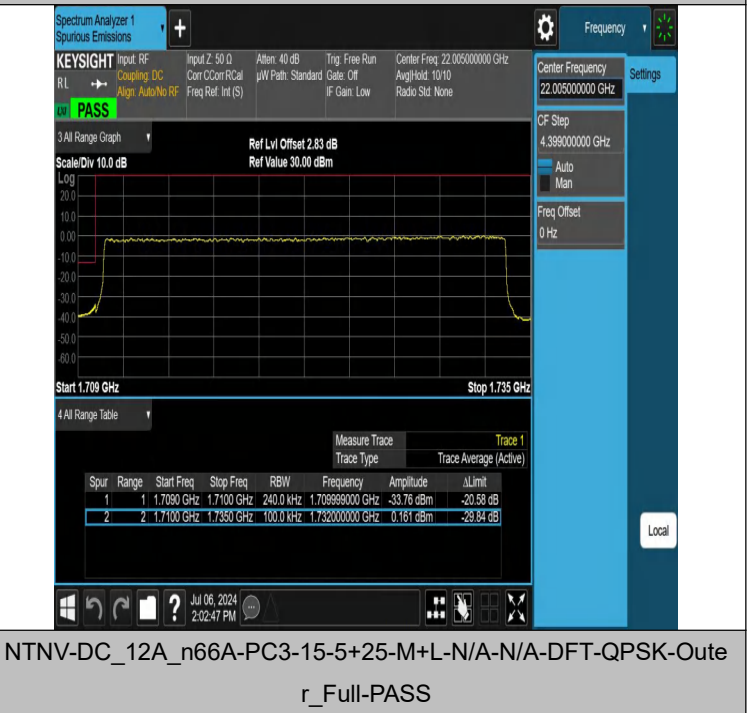 Spectrum Analyzer 1
Spurious Emissions
+
Frequency
KEYSIGHT
RL
PASS
Input: RF
Coupling: DC
Align: Auto/No RF
Input Z: 50 Ω
Corr CCorr RCal
Freq Ref: Int (S)
Atten: 40 dB
µW Path: Standard
Trig: Free Run
Gate: Off
IF Gain: Low
Center Freq: 22.005000000 GHz
Avg|Hold: 10/10
Radio Std: None
Center Frequency
22.005000000 GHz
Settings
CF Step
4.399000000 GHz
Auto
Man
Freq Offset
0 Hz
3 All Range Graph
Ref Lvl Offset 2.83 dB
Scale/Div 10.0 dB
Ref Value 30.00 dBm
Log
20.0
10.0
0.00
-10.0
-20.0
-30.0
-40.0
-50.0
-60.0
Start 1.709 GHz
Stop 1.735 GHz
4 All Range Table
Measure Trace Trace 1
Trace Type Trace Average (Active)
Spur Range Start Freq Stop Freq RBW Frequency Amplitude ΔLimit
1 1 1.7090 GHz 1.7100 GHz 240.0 kHz 1.709999000 GHz -33.76 dBm -20.58 dB
2 2 1.7100 GHz 1.7350 GHz 100.0 kHz 1.732000000 GHz 0.161 dBm -29.84 dB
Local
?
Jul 06, 2024
2:02:47 PM
NTNV-DC_12A_n66A-PC3-15-5+25-M+L-N/A-N/A-DFT-QPSK-Oute
r_Full-PASS